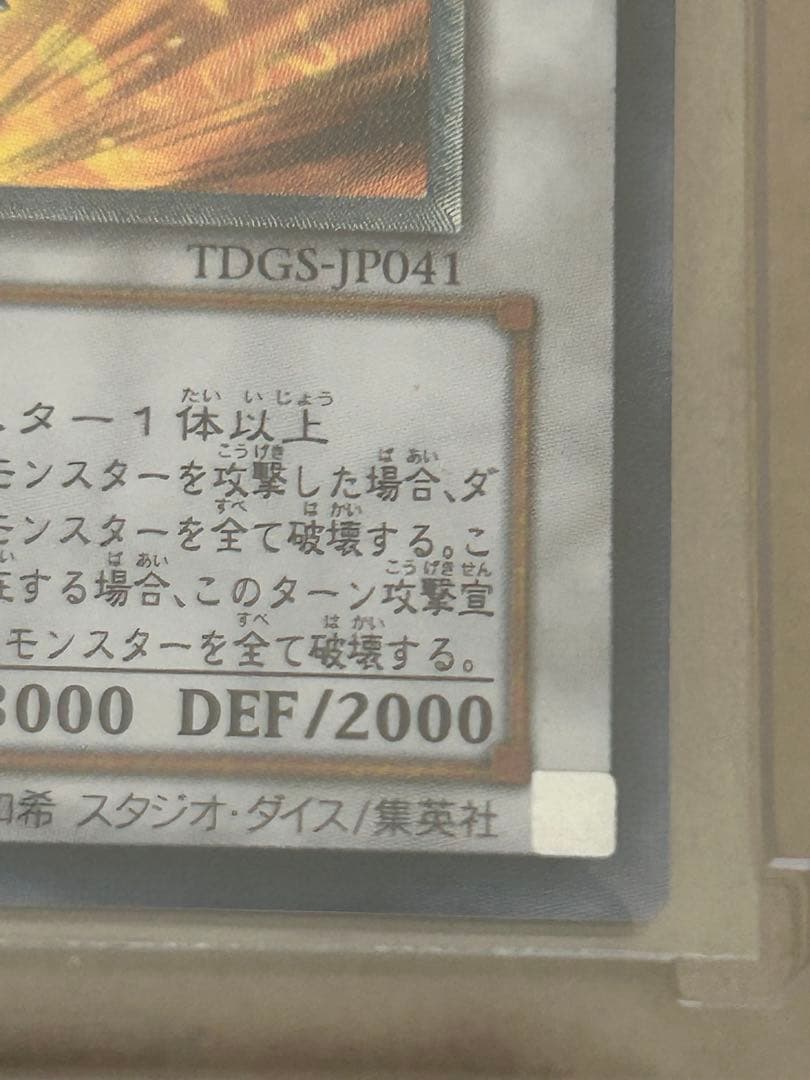 TDGS-JP041
スター1体以上
たい い じょう
モンスターを攻撃した場合、ダ
こう げき ば あい
モンスターを全て破壊する。こ
すべ は かい
在する場合、このターン攻撃宣
い ば あい こう げき せん
モンスターを全て破壊する。
すべ は かい
3000 DEF/2000
和希 スタジオ・ダイス/集英社